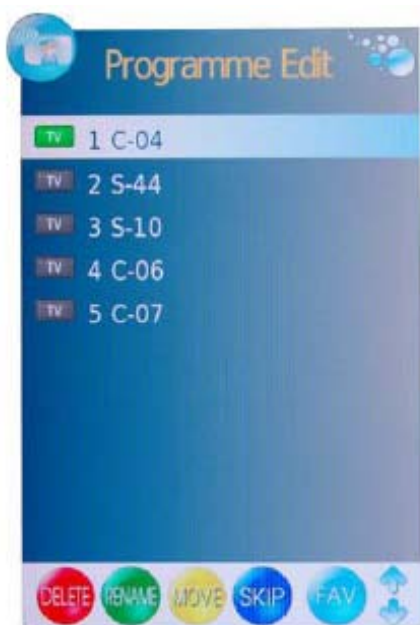 Programme Edit
TV 1 C-04
TV 2 S-44
TV 3 S-10
TV 4 C-06
TV 5 C-07
DELETE RENAME MOVE SKIP FAV